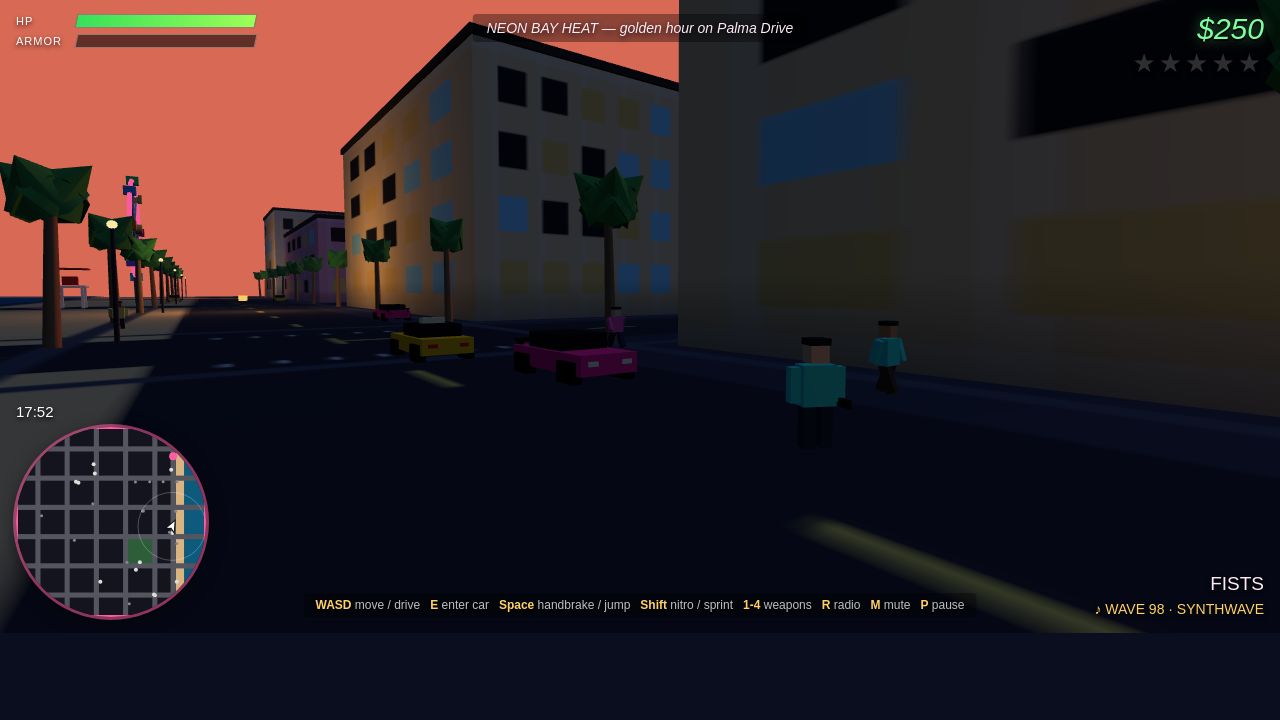 HP
ARMOR
NEON BAY HEAT — golden hour on Palma Drive
$250
★★★★★
17:52
FISTS
♪ WAVE 98 · SYNTHWAVE
WASD move / drive E enter car Space handbrake / jump Shift nitro / sprint 1-4 weapons R radio M mute P pause